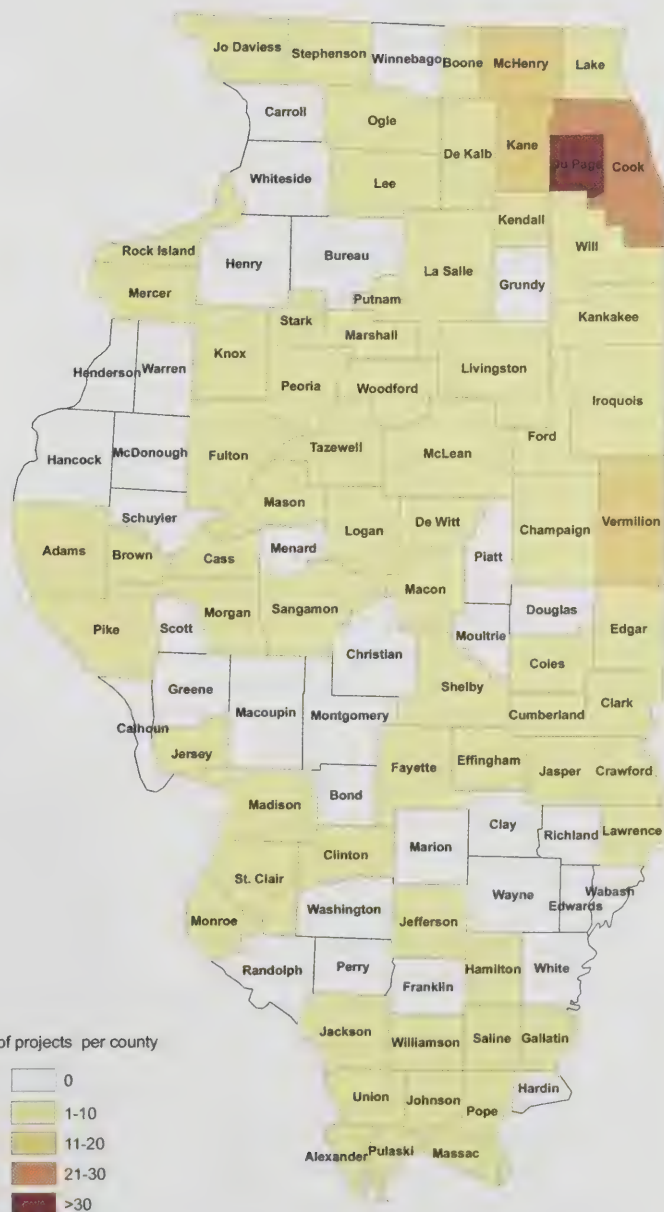 Jo Daviess Stephenson Winnebago Boone McHenry Lake
Carroll Ogle De Kalb Kane Du Page Cook
Whiteside Lee
Kendall
Rock Island Henry Bureau La Salle Will
Grundy
Mercer Putnam
Stark Kankakee
Knox Marshall
Henderson Warren Peoria Woodford Livingston
Iroquois
Hancock McDonough Fulton Tazewell McLean Ford
Mason
Schuyler Logan De Witt Champaign Vermilion
Adams Brown Cass Menard Piatt
Macon
Pike Scott Morgan Sangamon Moultrie Douglas Edgar
Christian Coles
Greene Shelby
Calhoun Macoupin Montgomery Cumberland Clark
Jersey Fayette Effingham Jasper Crawford
Madison Bond
Clay Richland Lawrence
Clinton Marion
St. Clair Wayne Wabash
Washington Edwards
Monroe Jefferson
Randolph Perry Hamilton White
Franklin
Jackson Williamson Saline Gallatin
of projects per county
0
Union Johnson Pope Hardin
1-10
11-20
Alexander Pulaski Massac
21-30
>30